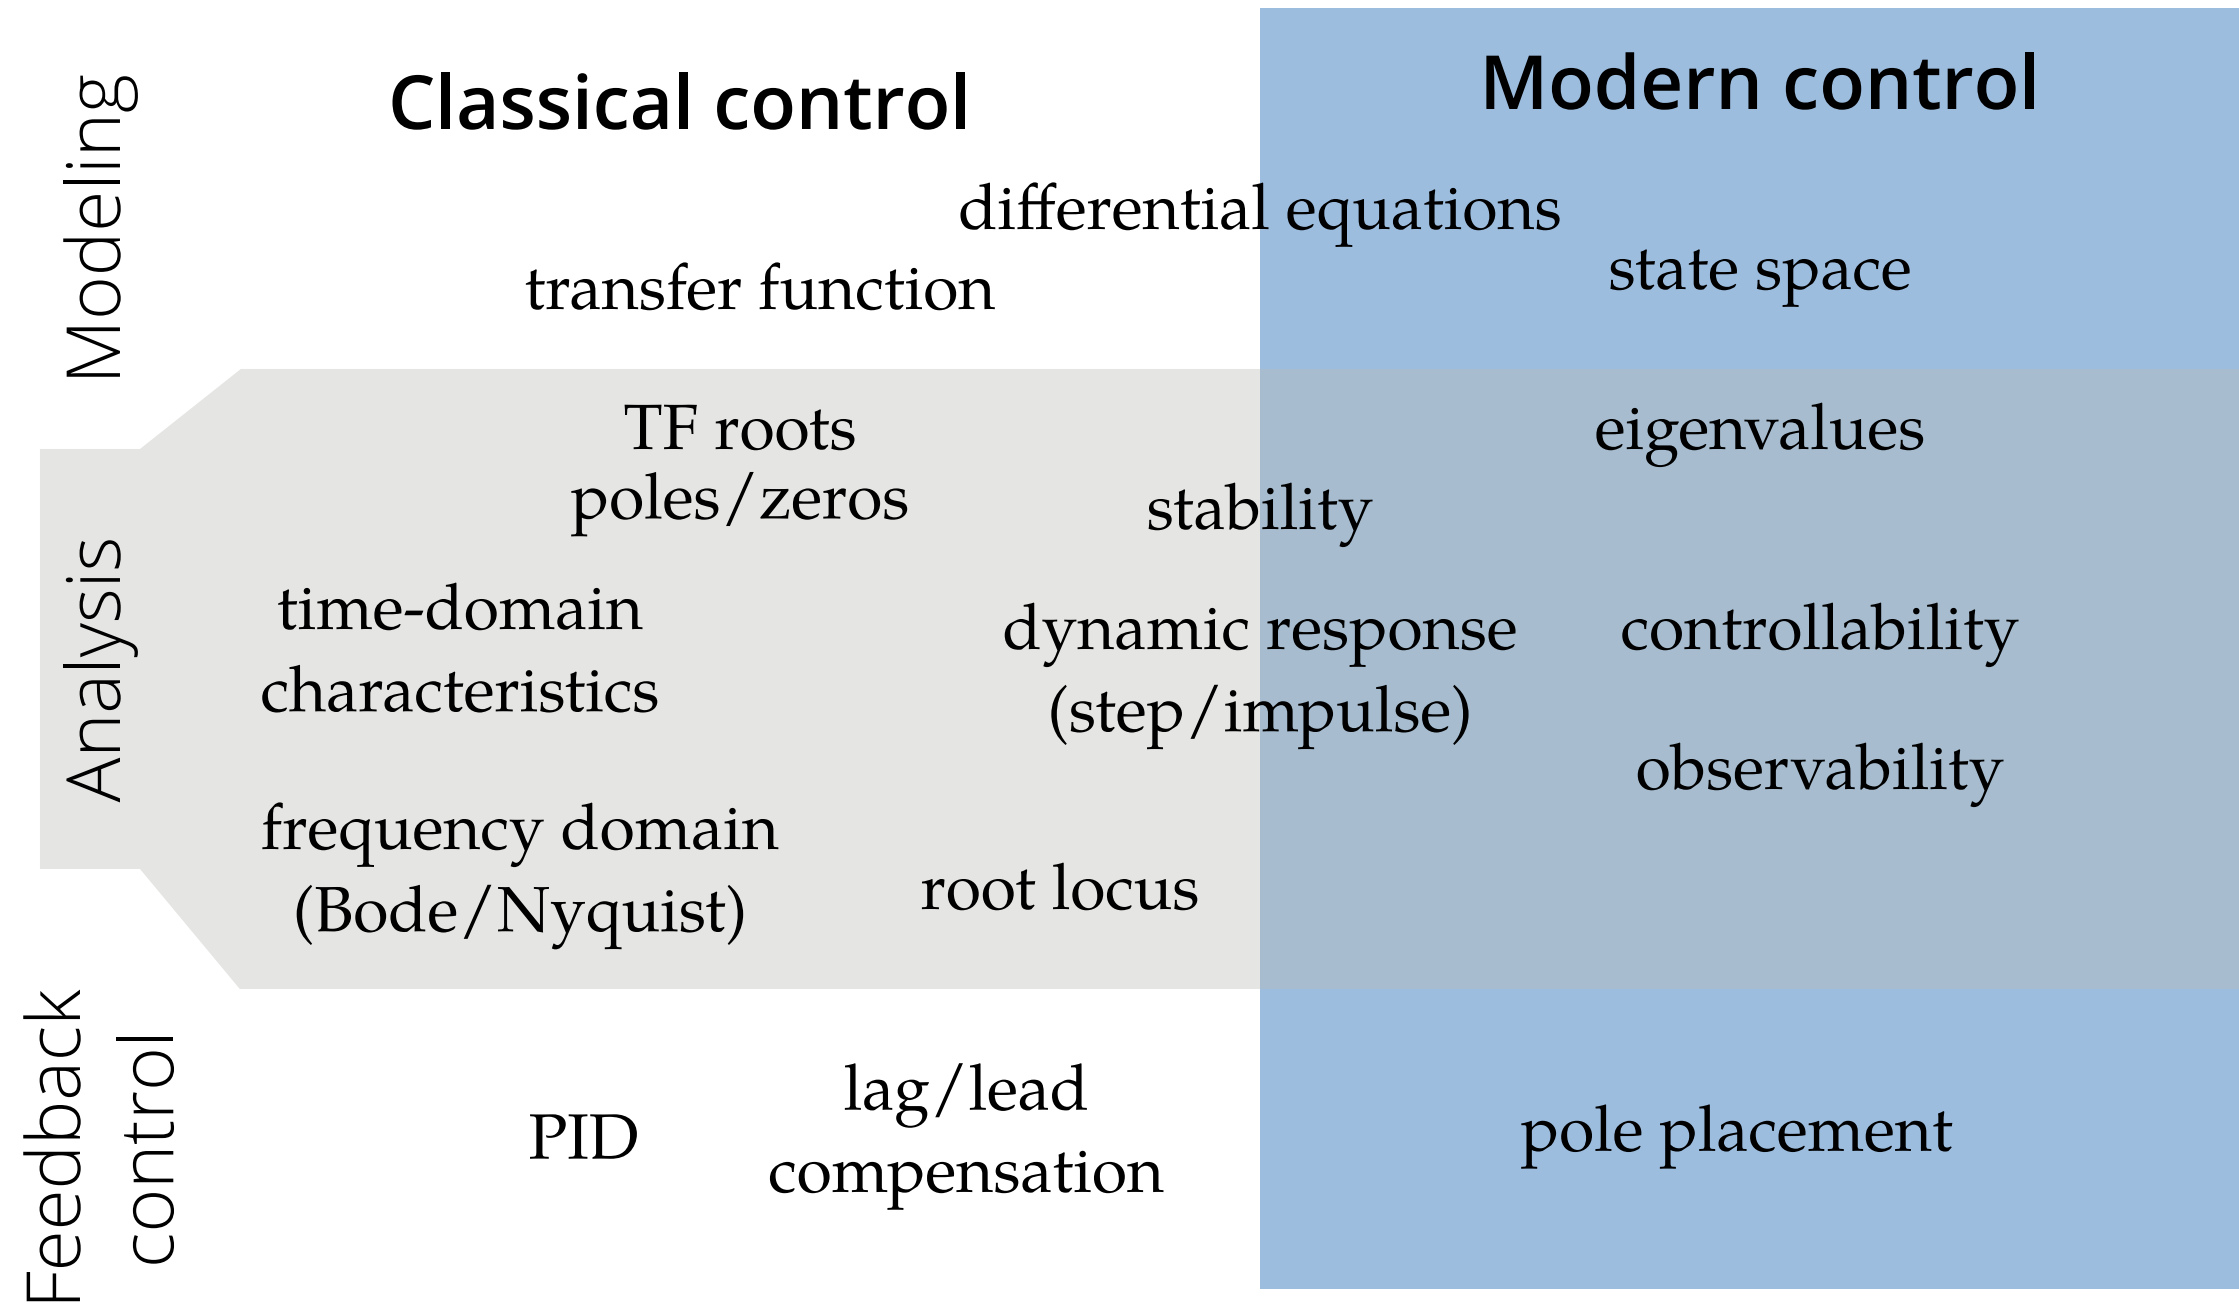 Modeling
Classical control
Modern control
differential equations
transfer function
state space
Analysis
TF roots
poles/zeros
eigenvalues
stability
time-domain
characteristics
dynamic response
(step/impulse)
controllability
observability
frequency domain
(Bode/Nyquist)
root locus
Feedback
control
PID
lag/lead
compensation
pole placement